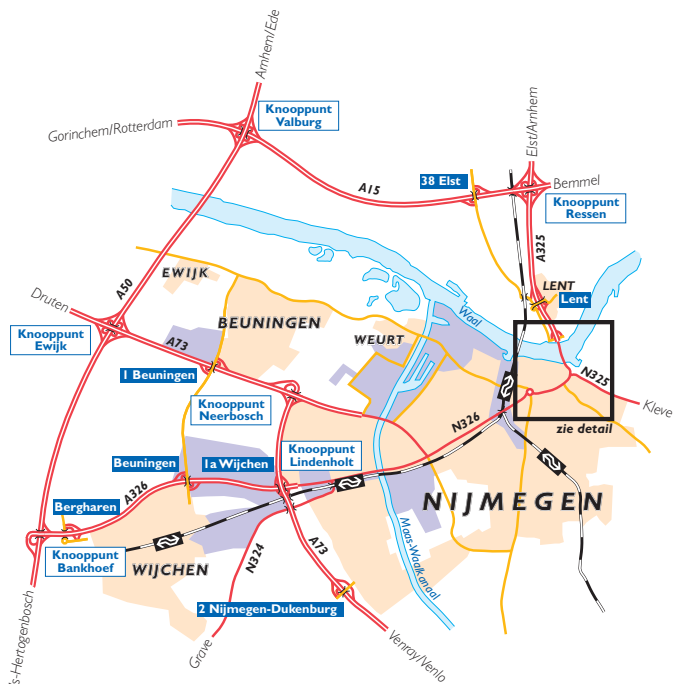 Arnhem/Ede
Knooppunt
Valburg
Gorinchem/Rotterdam
Elst/Arnhem
38 Elst
Bemmel
A15
Knooppunt
Ressen
A325
EWIJK
A50
LENT
Lent
Druten
Waal
BEUNINGEN
Knooppunt
Ewijk
A73
WEURT
1 Beuningen
N325
Knooppunt
Neerbosch
Kleve
N326
zie detail
Beuningen
1a Wijchen
Knooppunt
Lindenholt
A326
Bergharen
NIJMEGEN
Knooppunt
Bankhoef
WIJCHEN
N324
A73
Maas-Waalkanaal
2 Nijmegen-Dukenburg
Grave
Venray/Venlo
's-Hertogenbosch